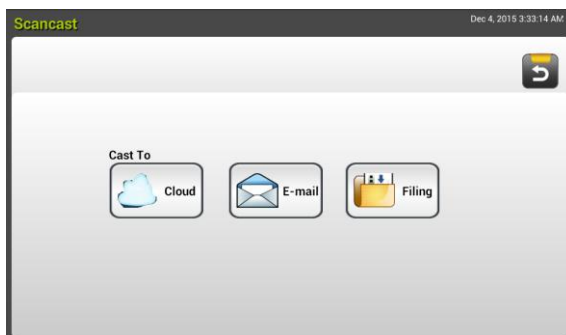 Scancast
Dec 4, 2015 3:33:14 AM
Cast To
Cloud
E-mail
Filing